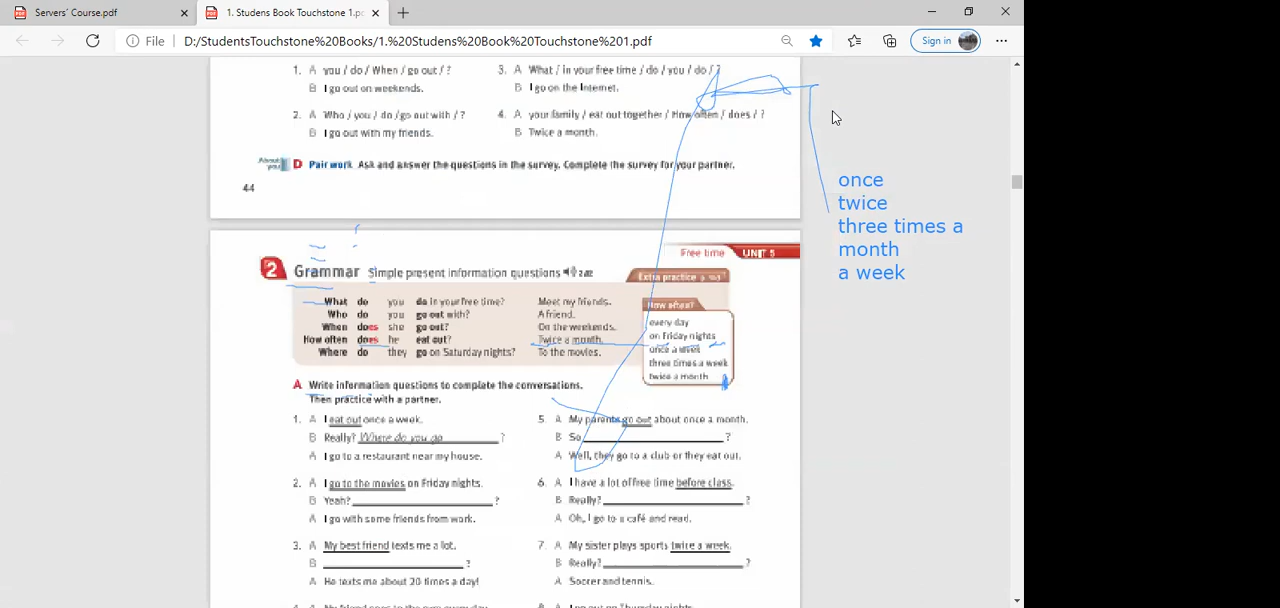 Servers' Course.pdf
1. Studens Book Touchstone 1.p
File
D:/StudentsTouchstone%20Books/1.%20Studens%20Book%20Touchstone%201.pdf
Sign in
1. A you / do / When / go out / ?
B I go out on weekends.
2. A Who / you / do /go out with / ?
B I go out with my friends.
3. A What / in your free time / do / you / do / ?
B I go on the Internet.
4. A your family / eat out together / How often / does / ?
B Twice a month.
About you
D Pair work Ask and answer the questions in the survey. Complete the survey for your partner.
44
once
twice
three times a
month
a week
Free time UNIT 5
2 Grammar Simple present information questions 2.12
Extra practice p. 143
What do you do in your free time? Meet my friends.
Who do you go out with? A friend.
When does she go out? On the weekends.
How often does he eat out? Twice a month.
Where do they go on Saturday nights? To the movies.
How often?
every day
on Friday nights
once a week
three times a week
twice a month
A Write information questions to complete the conversations.
Then practice with a partner.
1. A I eat out once a week.
B Really? Where do you go ?
A I go to a restaurant near my house.
2. A I go to the movies on Friday nights.
B Yeah? ?
A I go with some friends from work.
3. A My best friend texts me a lot.
B ?
A He texts me about 20 times a day!
5. A My parents go out about once a month.
B So ?
A Well, they go to a club or they eat out.
6. A I have a lot of free time before class.
B Really? ?
A Oh, I go to a café and read.
7. A My sister plays sports twice a week.
B Really? ?
A Soccer and tennis.